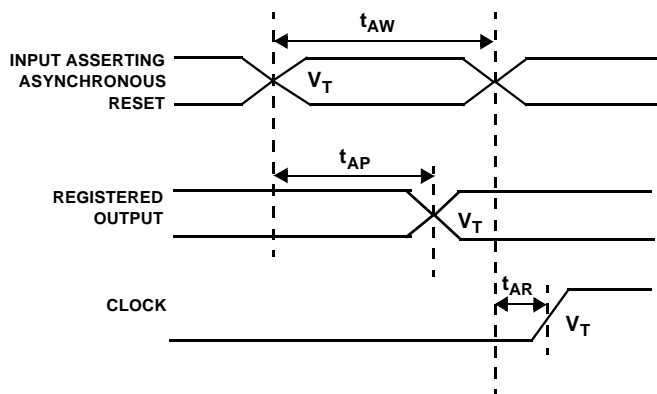 tAW
INPUT ASSERTING
ASYNCHRONOUS
RESET
VT
tAP
REGISTERED
OUTPUT
VT
tAR
CLOCK
VT